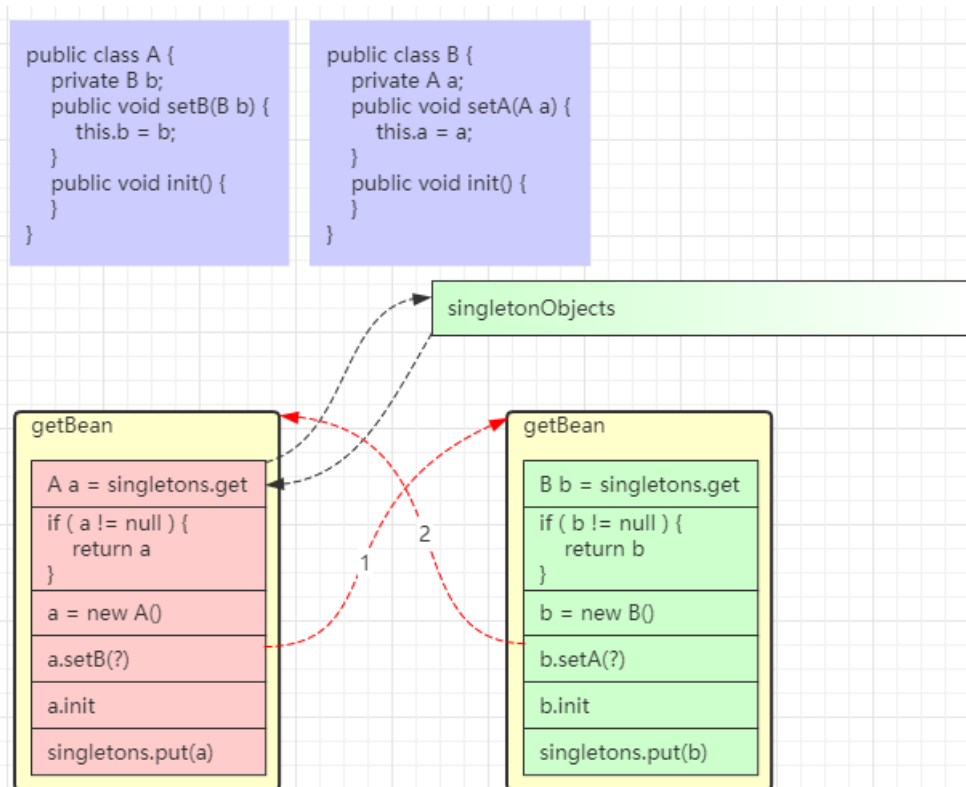 public class A {
private B b;
public void setB(B b) {
this.b = b;
}
public void init() {
}
}
public class B {
private A a;
public void setA(A a) {
this.a = a;
}
public void init() {
}
}
singletonObjects
getBean
A a = singletons.get
if ( a != null ) {
return a
}
a = new A()
a.setB(?)
a.init
singletons.put(a)
1
2
getBean
B b = singletons.get
if ( b != null ) {
return b
}
b = new B()
b.setA(?)
b.init
singletons.put(b)